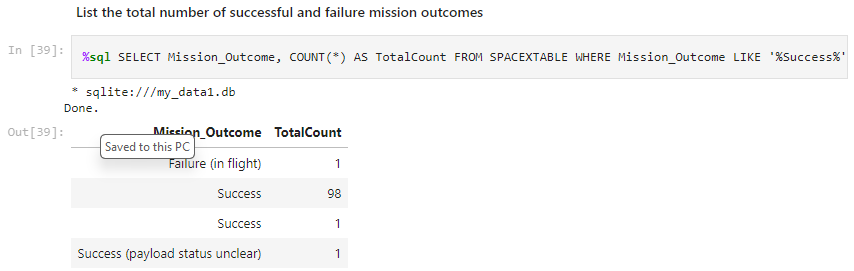 List the total number of successful and failure mission outcomes
In [39]: %sql SELECT Mission_Outcome, COUNT(*) AS TotalCount FROM SPACEXTABLE WHERE Mission_Outcome LIKE '%Success%'
* sqlite:///my_data1.db
Done.
Out[39]: Mission_Outcome TotalCount
Saved to this PC
Failure (in flight) 1
Success 98
Success 1
Success (payload status unclear) 1